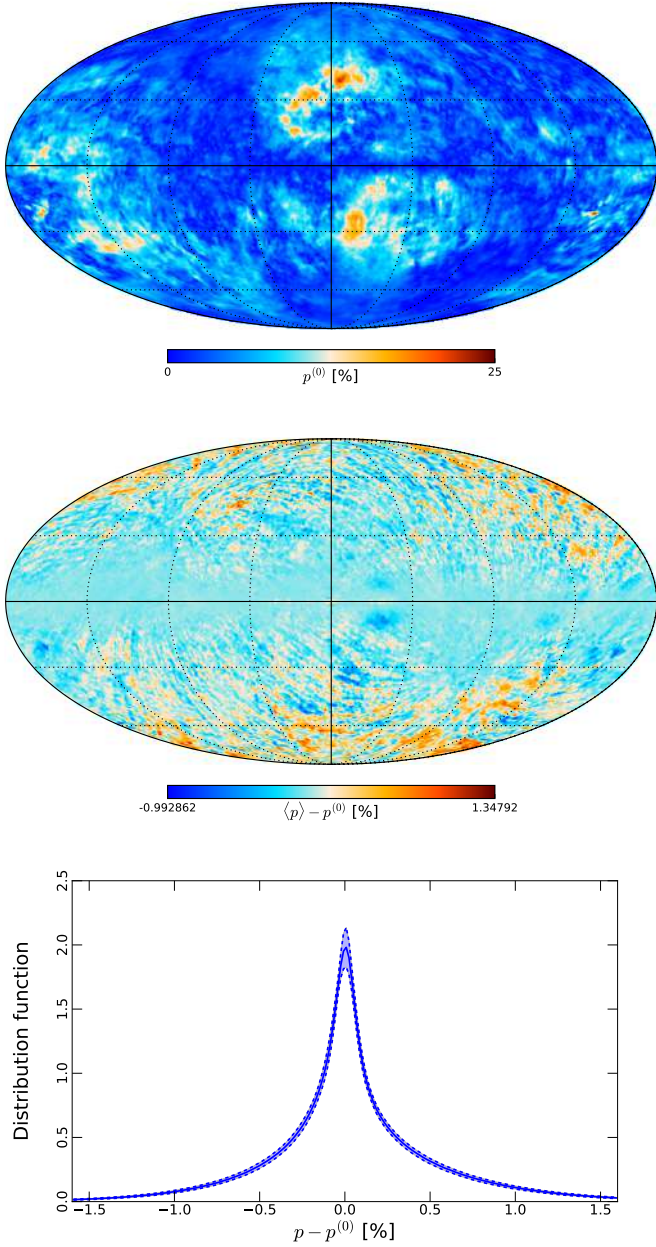 0 25
p^(0) [%]
-0.992862 1.34792
⟨p⟩ − p^(0) [%]
2.5
2.0
1.5
1.0
0.5
0.0
Distribution function
−1.5 −1.0 −0.5 0.0 0.5 1.0 1.5
p − p^(0) [%]